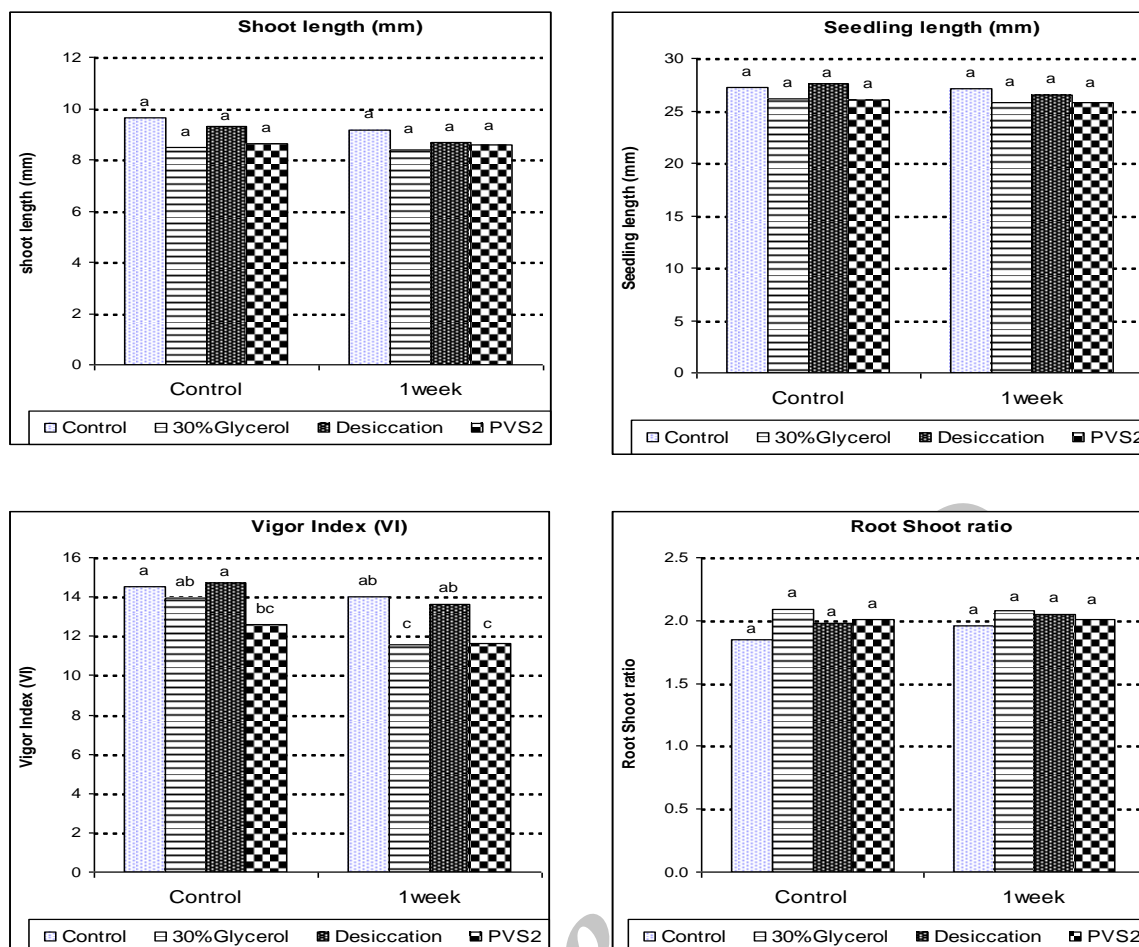 Shoot length (mm)
shoot length (mm)
12
10
8
6
4
2
0
a a a a a a a a
Control 1week
Control 30%Glycerol Desiccation PVS2
Seedling length (mm)
Seedling length (mm)
30
25
20
15
10
5
0
a a a a a a a a
Control 1week
Control 30%Glycerol Desiccation PVS2
Vigor Index (VI)
Vigor Index (VI)
16
14
12
10
8
6
4
2
0
a ab a bc ab c ab c
Control 1week
Control 30%Glycerol Desiccation PVS2
Root Shoot ratio
Root Shoot ratio
2.5
2.0
1.5
1.0
0.5
0.0
a a a a a a a a
Control 1week
Control 30%Glycerol Desiccation PVS2